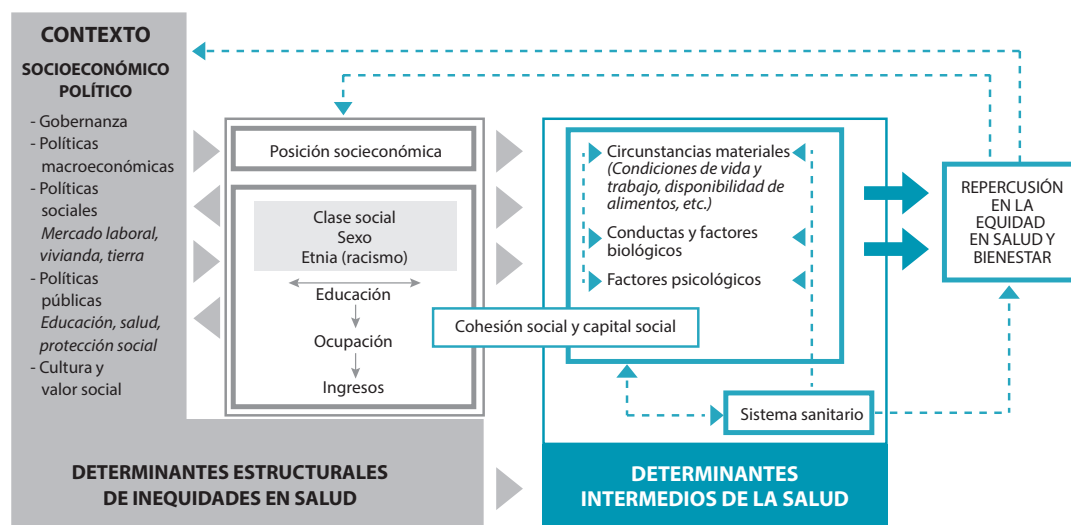 CONTEXTO
SOCIOECONÓMICO
POLÍTICO
- Gobernanza
- Políticas
macroeconómicas
- Políticas
sociales
Mercado laboral,
vivianda, tierra
- Políticas
públicas
Educación, salud,
protección social
- Cultura y
valor social
Posición socieconómica
Clase social
Sexo
Etnia (racismo)
Educación
Ocupación
Ingresos
Cohesión social y capital social
Circunstancias materiales
(Condiciones de vida y
trabajo, disponibilidad de
alimentos, etc.)
Conductas y factores
biológicos
Factores psicológicos
Sistema sanitario
REPERCUSIÓN
EN LA
EQUIDAD
EN SALUD Y
BIENESTAR
DETERMINANTES ESTRUCTURALES
DE INEQUIDADES EN SALUD
DETERMINANTES
INTERMEDIOS DE LA SALUD